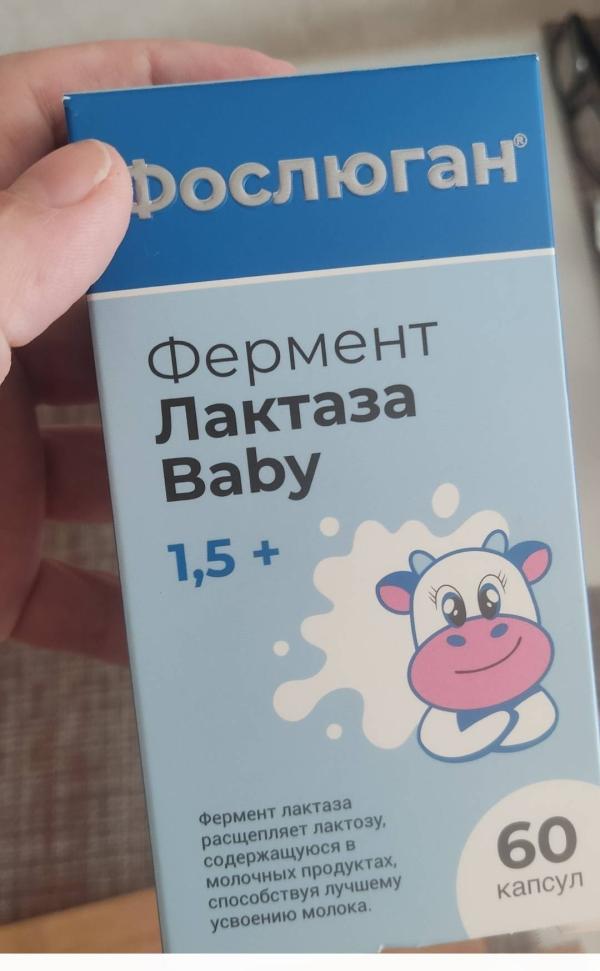 Фослюган®
Фермент
Лактаза
Baby
1,5 +
Фермент лактаза
расщепляет лактозу,
содержащуюся в
молочных продуктах,
способствуя лучшему
усвоению молока.
60
капсул